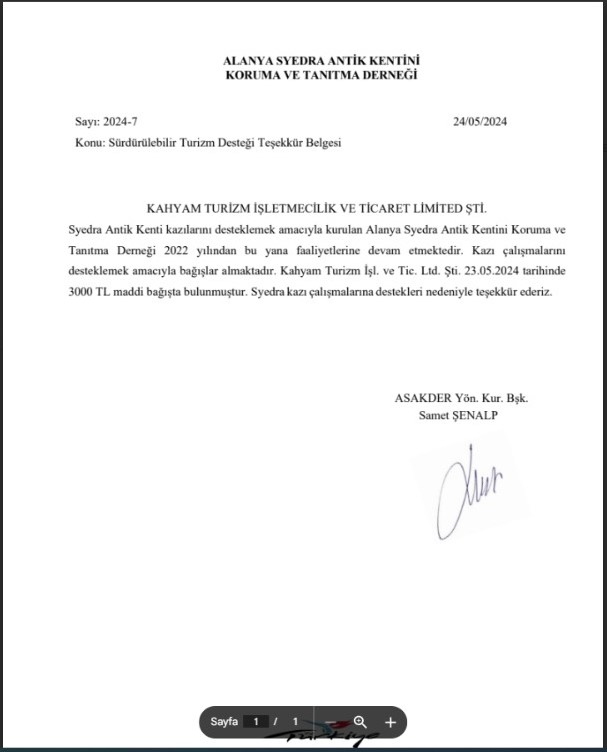 ALANYA SYEDRA ANTİK KENTİNİ
KORUMA VE TANITMA DERNEĞİ
Sayı: 2024-7
24/05/2024
Konu: Sürdürülebilir Turizm Desteği Teşekkür Belgesi
KAHYAM TURİZM İŞLETMECİLİK VE TİCARET LİMİTED ŞTİ.
Syedra Antik Kenti kazılarını desteklemek amacıyla kurulan Alanya Syedra Antik Kentini Koruma ve
Tanıtma Derneği 2022 yılından bu yana faaliyetlerine devam etmektedir. Kazı çalışmalarını
desteklemek amacıyla bağışlar almaktadır. Kahyam Turizm İşl. ve Tic. Ltd. Şti. 23.05.2024 tarihinde
3000 TL maddi bağışta bulunmuştur. Syedra kazı çalışmalarına destekleri nedeniyle teşekkür ederiz.
ASAKDER Yön. Kur. Bşk.
Samet ŞENALP
Sayfa 1 / 1
Türkiye